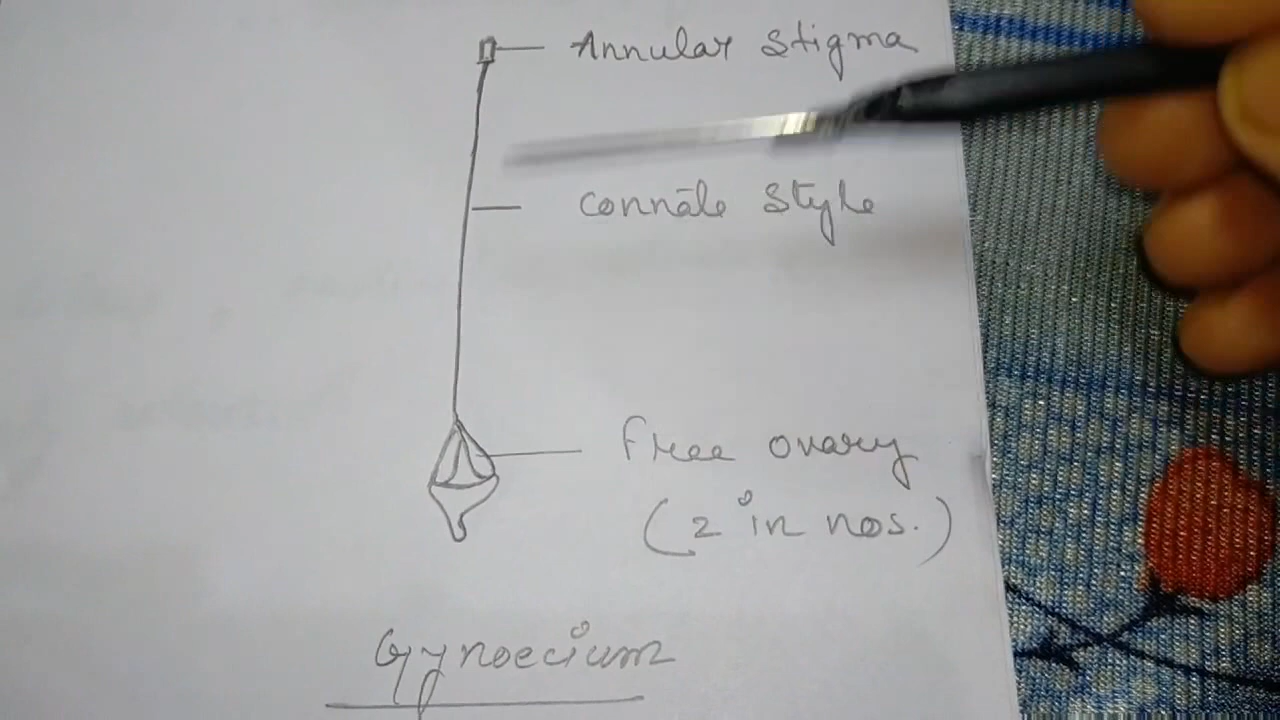 Annular Stigma
Connate Style
Free ovary
(2 in nos.)
Gynoecium